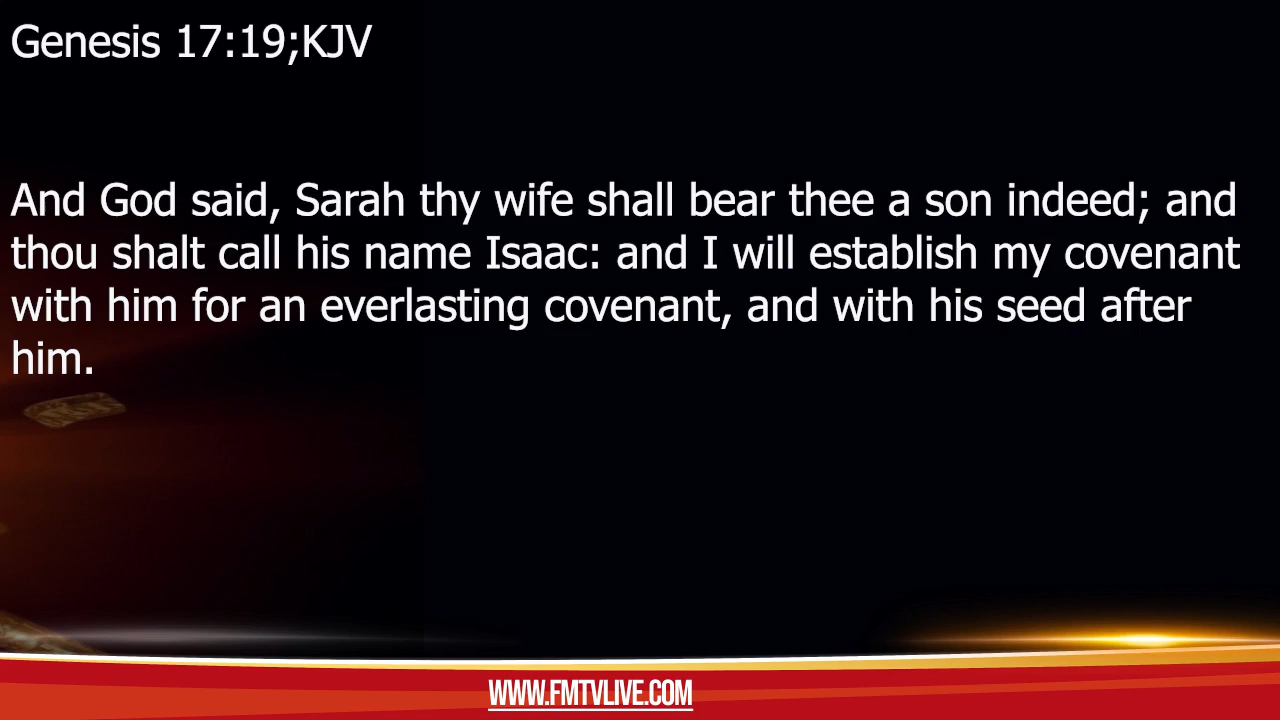 Genesis 17:19;KJV
And God said, Sarah thy wife shall bear thee a son indeed; and
thou shalt call his name Isaac: and I will establish my covenant
with him for an everlasting covenant, and with his seed after
him.
WWW.FMTVLIVE.COM